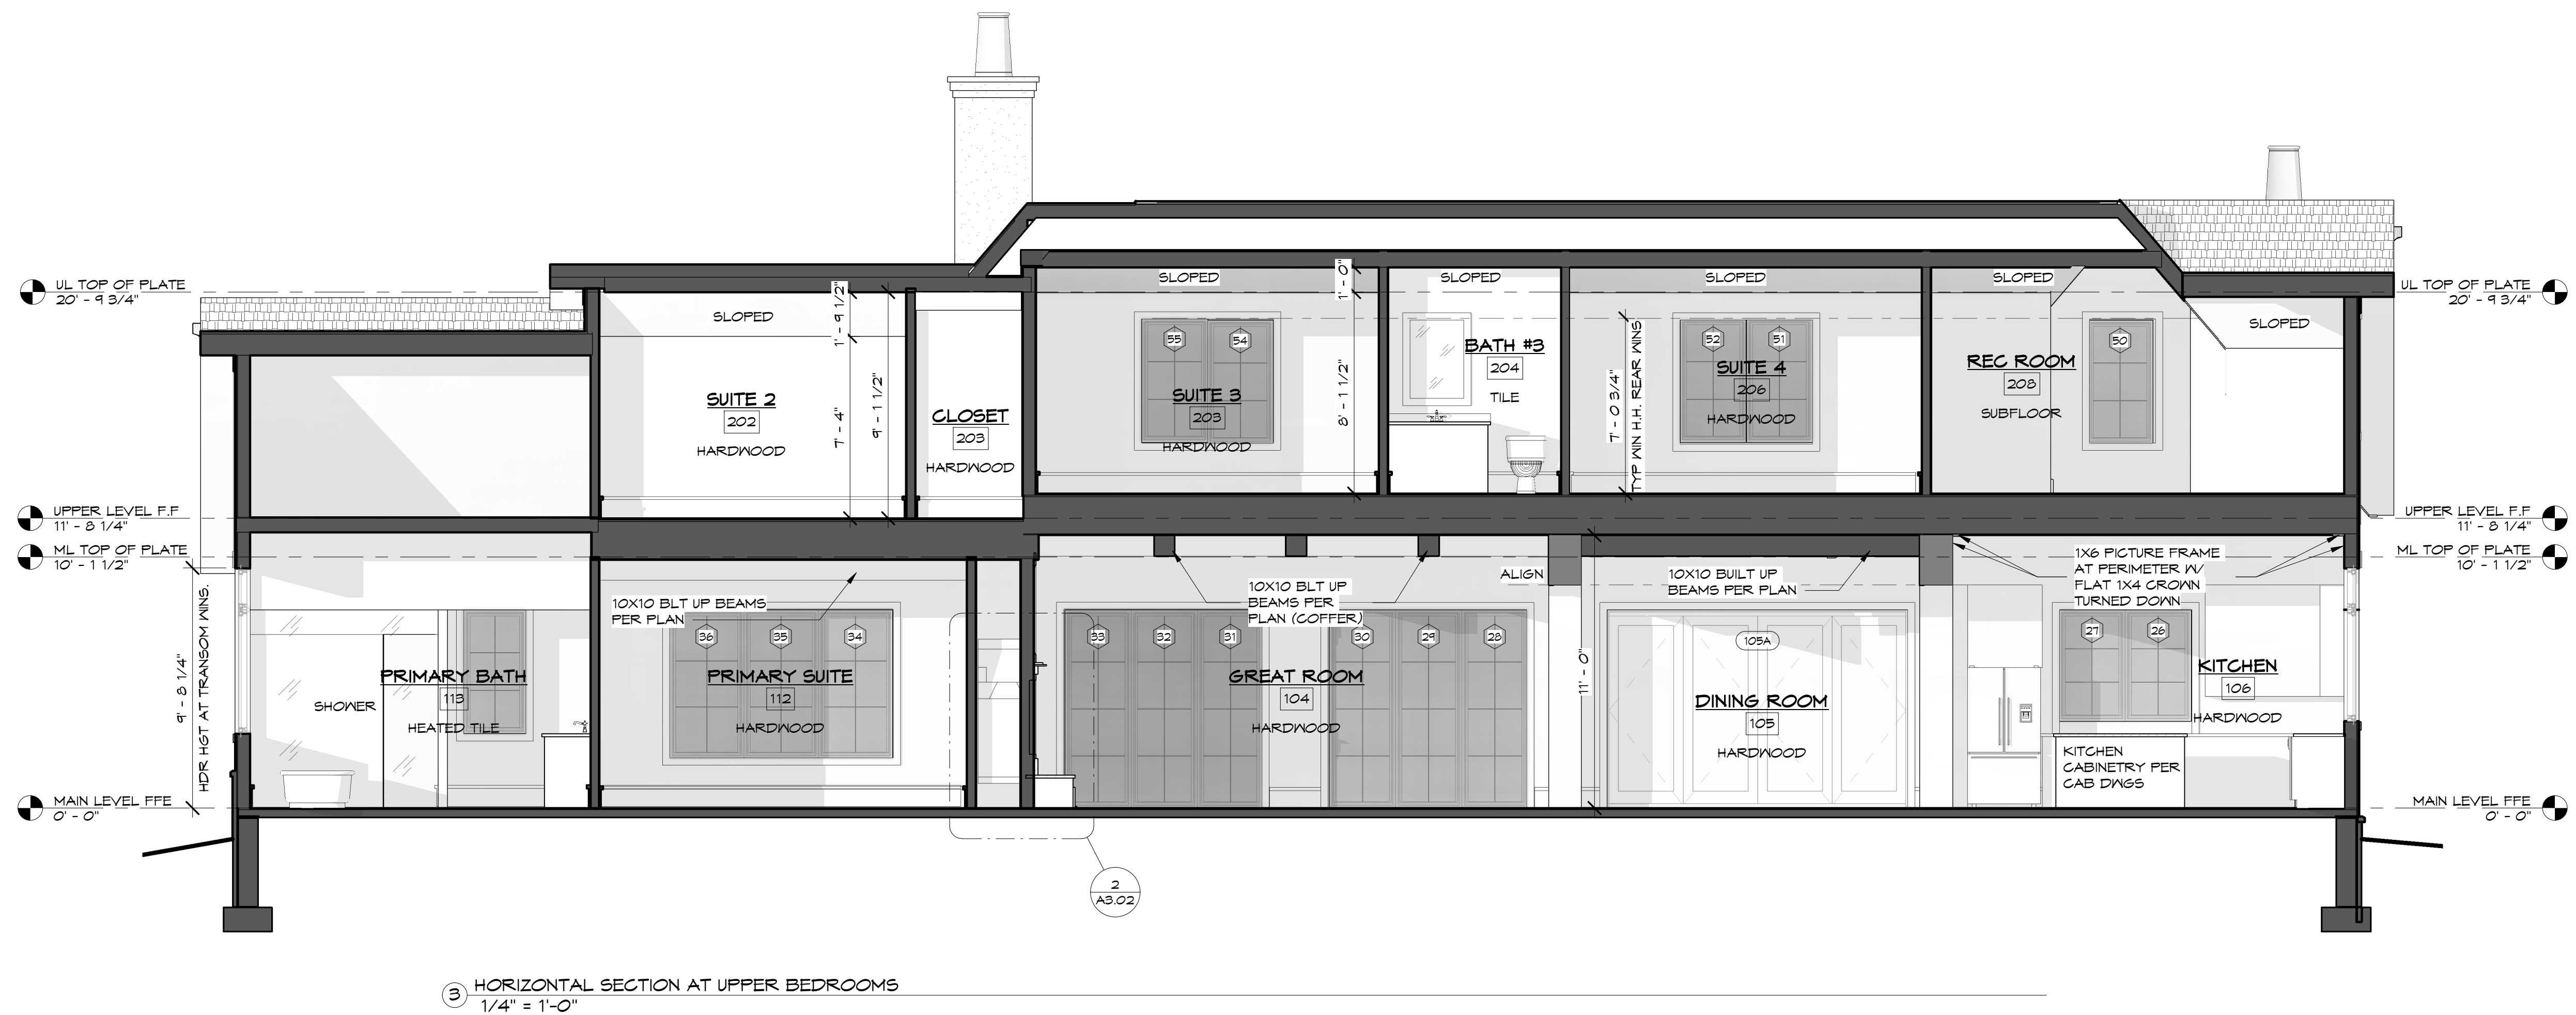 UL TOP OF PLATE
20' - 9 3/4"
UL TOP OF PLATE
20' - 9 3/4"
SLOPED
SLOPED
SLOPED
SLOPED
SLOPED
SLOPED
1' - 9 1/2"
7' - 4"
9' - 1 1/2"
1' - 0"
8' - 1 1/2"
7' - 0 3/4"
TYP WIN H.H. REAR WINS
SUITE 2
202
HARDWOOD
CLOSET
203
HARDWOOD
55
54
SUITE 3
203
HARDWOOD
BATH #3
204
TILE
52
51
SUITE 4
206
HARDWOOD
REC ROOM
208
SUBFLOOR
50
UPPER LEVEL F.F
11' - 8 1/4"
UPPER LEVEL F.F
11' - 8 1/4"
ML TOP OF PLATE
10' - 1 1/2"
ML TOP OF PLATE
10' - 1 1/2"
9' - 8 1/4"
HDR HGT AT TRANSOM WINS.
10X10 BLT UP BEAMS
PER PLAN
10X10 BLT UP
BEAMS PER
PLAN (COFFER)
ALIGN
10X10 BUILT UP
BEAMS PER PLAN
1X6 PICTURE FRAME
AT PERIMETER W/
FLAT 1X4 CROWN
TURNED DOWN
36
35
34
33
32
31
30
29
28
105A
27
26
SHOWER
PRIMARY BATH
113
HEATED TILE
PRIMARY SUITE
112
HARDWOOD
GREAT ROOM
104
HARDWOOD
11' - 0"
DINING ROOM
105
HARDWOOD
KITCHEN
106
HARDWOOD
KITCHEN
CABINETRY PER
CAB DWGS
MAIN LEVEL FFE
0' - 0"
MAIN LEVEL FFE
0' - 0"
2
A3.02
3
HORIZONTAL SECTION AT UPPER BEDROOMS
1/4" = 1'-0"